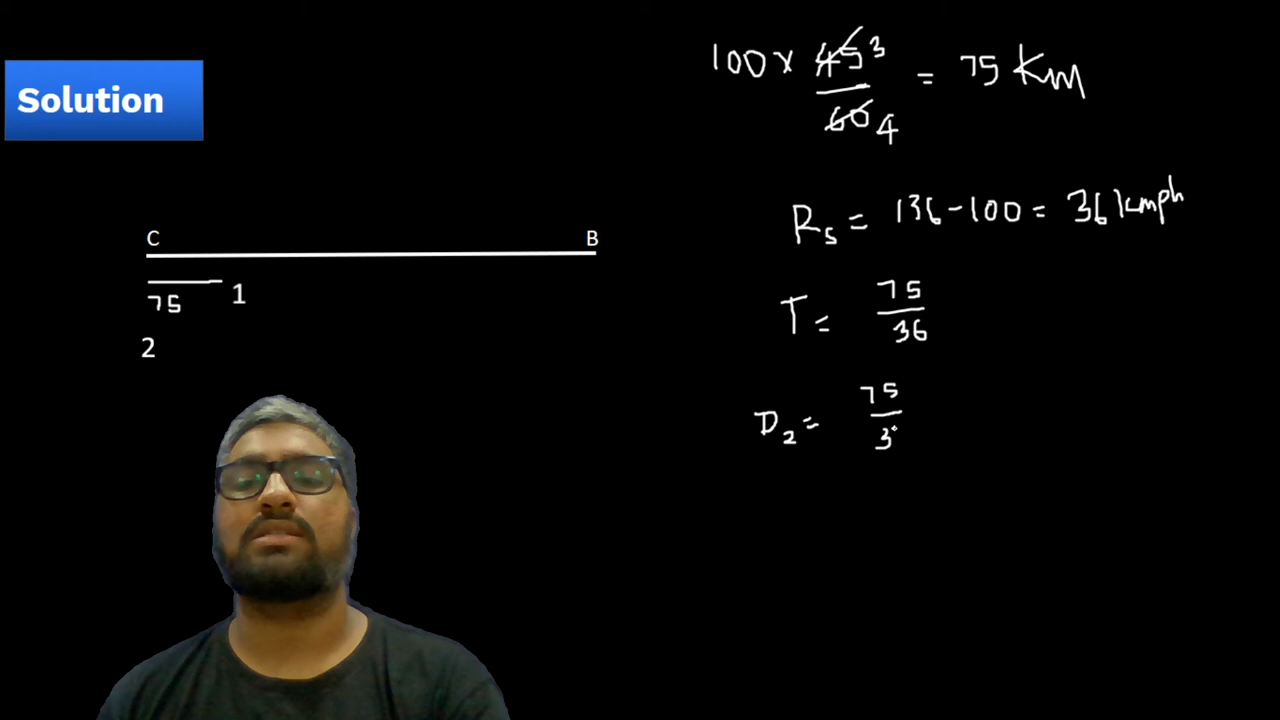 Solution
100 x 45 3 / 60 4 = 75 Km
C B
75 1
2
Rs = 136 - 100 = 36 kmph
T = 75 / 36
D2 = 75 / 3